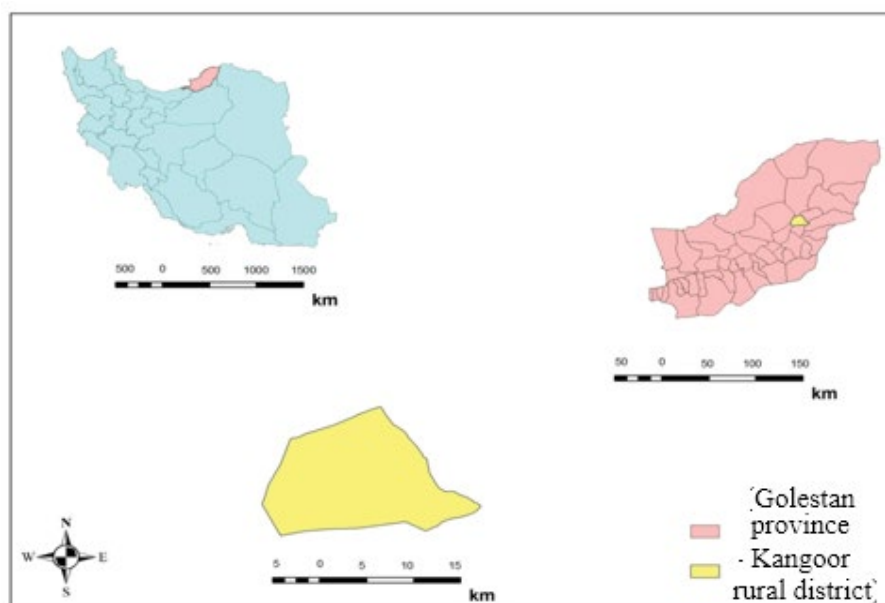 500 0 500 1000 1500
km
50 0 50 100 150
km
(Golestan
province
- Kangoor
rural district)
N
W E
S
5 0 5 10 15
km